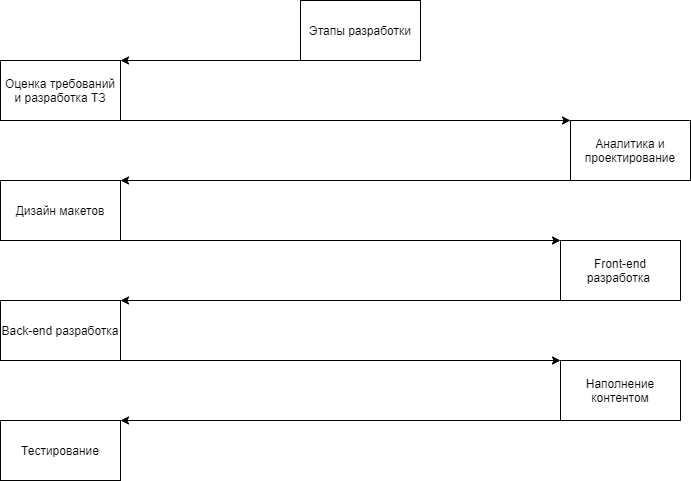 Этапы разработки
Оценка требований
и разработка ТЗ
Аналитика и
проектирование
Дизайн макетов
Front-end
разработка
Back-end разработка
Наполнение
контентом
Тестирование